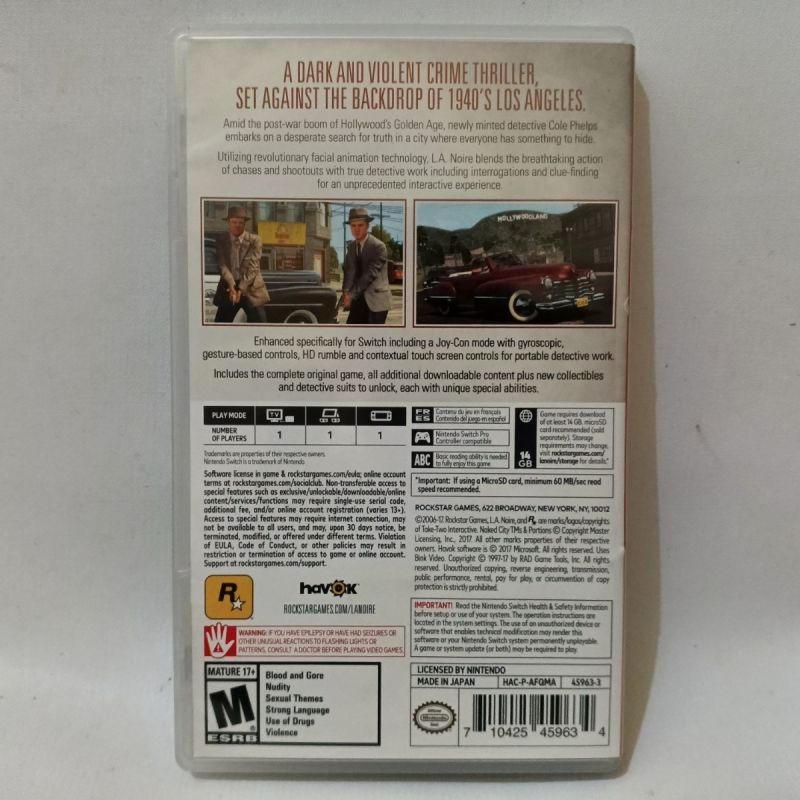 A DARK AND VIOLENT CRIME THRILLER,
SET AGAINST THE BACKDROP OF 1940'S LOS ANGELES.
Amid the post-war boom of Hollywood's Golden Age, newly minted detective Cole Phelps
embarks on a desperate search for truth in a city where everyone has something to hide.
Utilizing revolutionary facial animation technology, L.A. Noire blends the breathtaking action
of chases and shootouts with true detective work including interrogations and clue-finding
for an unprecedented interactive experience.
HOLLYWOODLAND
Enhanced specifically for Switch including a Joy-Con mode with gyroscopic,
gesture-based controls, HD rumble and contextual touch screen controls for portable detective work.
Includes the complete original game, all additional downloadable content plus new collectibles
and detective suits to unlock, each with unique special abilities.
PLAY MODE TV
NUMBER
OF PLAYERS 1 1 1
FR
ES
Contenu du jeu en français
Contenido del juego en español
Nintendo Switch Pro
Controller compatible
ABC
Basic reading ability is needed
to fully enjoy this game
14
GB
Game requires download
of at least 14 GB. microSD
card recommended (sold
separately). Storage
requirements may change,
visit rockstargames.com/
lanoire/storage for details*
*Important: If using a MicroSD card, minimum 60 MB/sec read
speed recommended.
Trademarks are properties of their respective owners.
Nintendo Switch is a trademark of Nintendo.
Software license in game & rockstargames.com/eula; online account
terms at rockstargames.com/socialclub. Non-transferable access to
special features such as exclusive/unlockable/downloadable/online
content/services/functions may require single-use serial code,
additional fee, and/or online account registration (varies 13+).
Access to special features may require internet connection, may
not be available to all users, and may, upon 30 days notice, be
terminated, modified, or offered under different terms. Violation
of EULA, Code of Conduct, or other policies may result in
restriction or termination of access to game or online account.
Support at rockstargames.com/support.
ROCKSTAR GAMES, 622 BROADWAY, NEW YORK, NY, 10012
©2006-17. Rockstar Games, L.A. Noire, and R* are marks/logos/copyrights
of Take-Two Interactive. Naked City TMs & Portions © Copyright Master
Licensing, Inc., 2017. All other marks properties of their respective
owners. Havok software is © 2017 Microsoft. All rights reserved. Uses
Bink Video. Copyright © 1997-17 by RAD Game Tools, Inc. All rights
reserved. Unauthorized copying, reverse engineering, transmission,
public performance, rental, pay for play, or circumvention of copy
protection is strictly prohibited.
R
havok
ROCKSTARGAMES.COM/LANOIRE
WARNING: IF YOU HAVE EPILEPSY OR HAVE HAD SEIZURES OR
OTHER UNUSUAL REACTIONS TO FLASHING LIGHTS OR
PATTERNS, CONSULT A DOCTOR BEFORE PLAYING VIDEO GAMES.
IMPORTANT! Read the Nintendo Switch Health & Safety Information
before setup or use of your system. The operation instructions are
located in the system settings. The use of an unauthorized device or
software that enables technical modification may render this
software or your Nintendo Switch system permanently unplayable.
A game or system update (or both) may be required to play.
MATURE 17+
M
ESRB
Blood and Gore
Nudity
Sexual Themes
Strong Language
Use of Drugs
Violence
LICENSED BY NINTENDO
MADE IN JAPAN HAC-P-AFQMA 45963-3
Nintendo
7 10425 45963 4